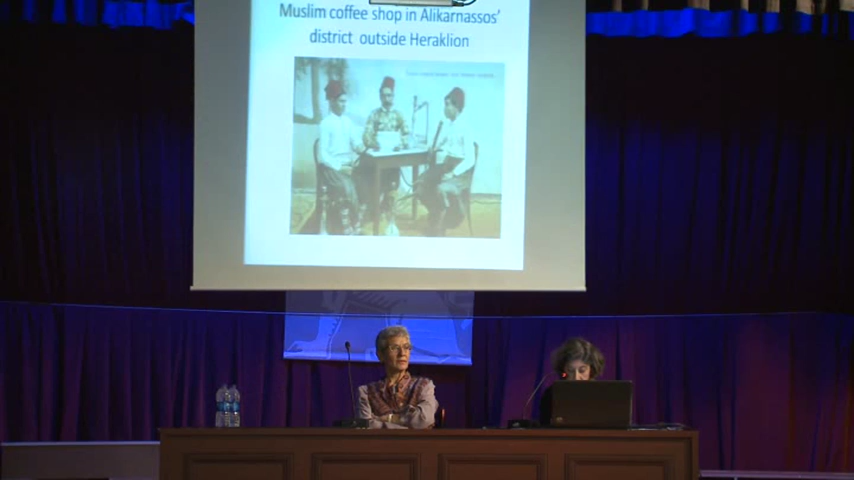 Muslim coffee shop in Alikarnassos’
district outside Heraklion